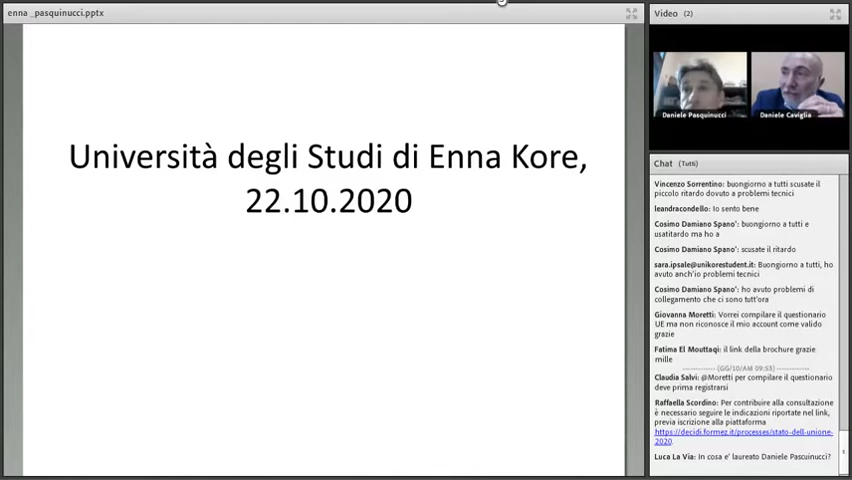 enna _pasquinucci.pptx
Università degli Studi di Enna Kore,
22.10.2020
Video (2)
Daniele Pasquinucci
Daniele Caviglia
Chat (Tutti)
Vincenzo Sorrentino: buongiorno a tutti scusate il
piccolo ritardo dovuto a problemi tecnici
leandracondello: Io sento bene
Cosimo Damiano Spano': buongiorno a tutti e
usatitardo ma ho a
Cosimo Damiano Spano': scusate il ritardo
sara.ipsale@unikorestudent.it: Buongiorno a tutti, ho
avuto anch'io problemi tecnici
Cosimo Damiano Spano': ho avuto problemi di
collegamento che ci sono tutt'ora
Giovanna Moretti: Vorrei compilare il questionario
UE ma non riconosce il mio account come valido
grazie
Fatima El Mouttaqi: il link della brochure grazie
mille
------------ (GG/10/AM 09:53) ------------
Claudia Salvi: @Moretti per compilare il questionario
deve prima registrarsi
Raffaella Scordino: Per contribuire alla consultazione
è necessario seguire le indicazioni riportate nel link,
previa iscrizione alla piattaforma
https://decidi.formez.it/processes/stato-dell-unione-
2020.
Luca La Via: In cosa e' laureato Daniele Pascuinucci?